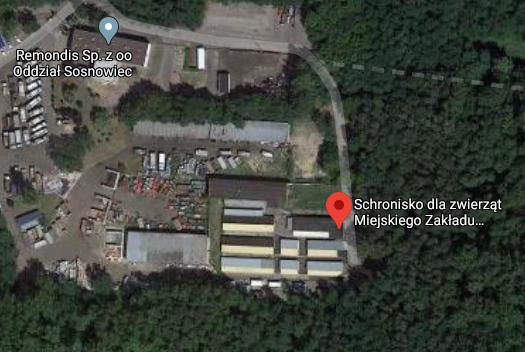 Remondis Sp. z oo
Oddział Sosnowiec
Schronisko dla zwierząt
Miejskiego Zakładu...